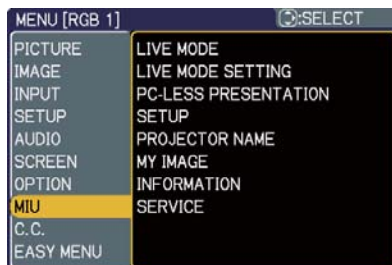 MENU [RGB 1] :SELECT
PICTURE
IMAGE
INPUT
SETUP
AUDIO
SCREEN
OPTION
MIU
C.C.
EASY MENU
LIVE MODE
LIVE MODE SETTING
PC-LESS PRESENTATION
SETUP
PROJECTOR NAME
MY IMAGE
INFORMATION
SERVICE